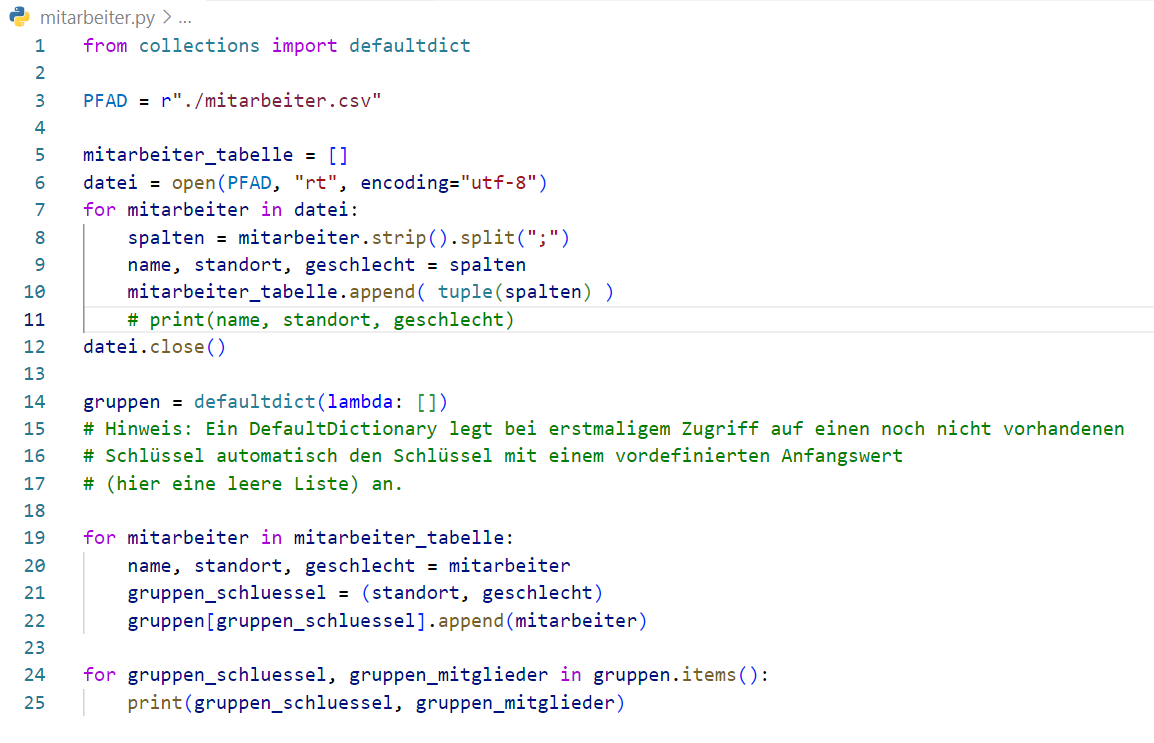 mitarbeiter.py > ...
1 from collections import defaultdict
2
3 PFAD = r"./mitarbeiter.csv"
4
5 mitarbeiter_tabelle = []
6 datei = open(PFAD, "rt", encoding="utf-8")
7 for mitarbeiter in datei:
8     spalten = mitarbeiter.strip().split(";")
9     name, standort, geschlecht = spalten
10     mitarbeiter_tabelle.append( tuple(spalten) )
11     # print(name, standort, geschlecht)
12 datei.close()
13
14 gruppen = defaultdict(lambda: [])
15 # Hinweis: Ein DefaultDictionary legt bei erstmaligem Zugriff auf einen noch nicht vorhandenen
16 # Schlüssel automatisch den Schlüssel mit einem vordefinierten Anfangswert
17 # (hier eine leere Liste) an.
18
19 for mitarbeiter in mitarbeiter_tabelle:
20     name, standort, geschlecht = mitarbeiter
21     gruppen_schluessel = (standort, geschlecht)
22     gruppen[gruppen_schluessel].append(mitarbeiter)
23
24 for gruppen_schluessel, gruppen_mitglieder in gruppen.items():
25     print(gruppen_schluessel, gruppen_mitglieder)